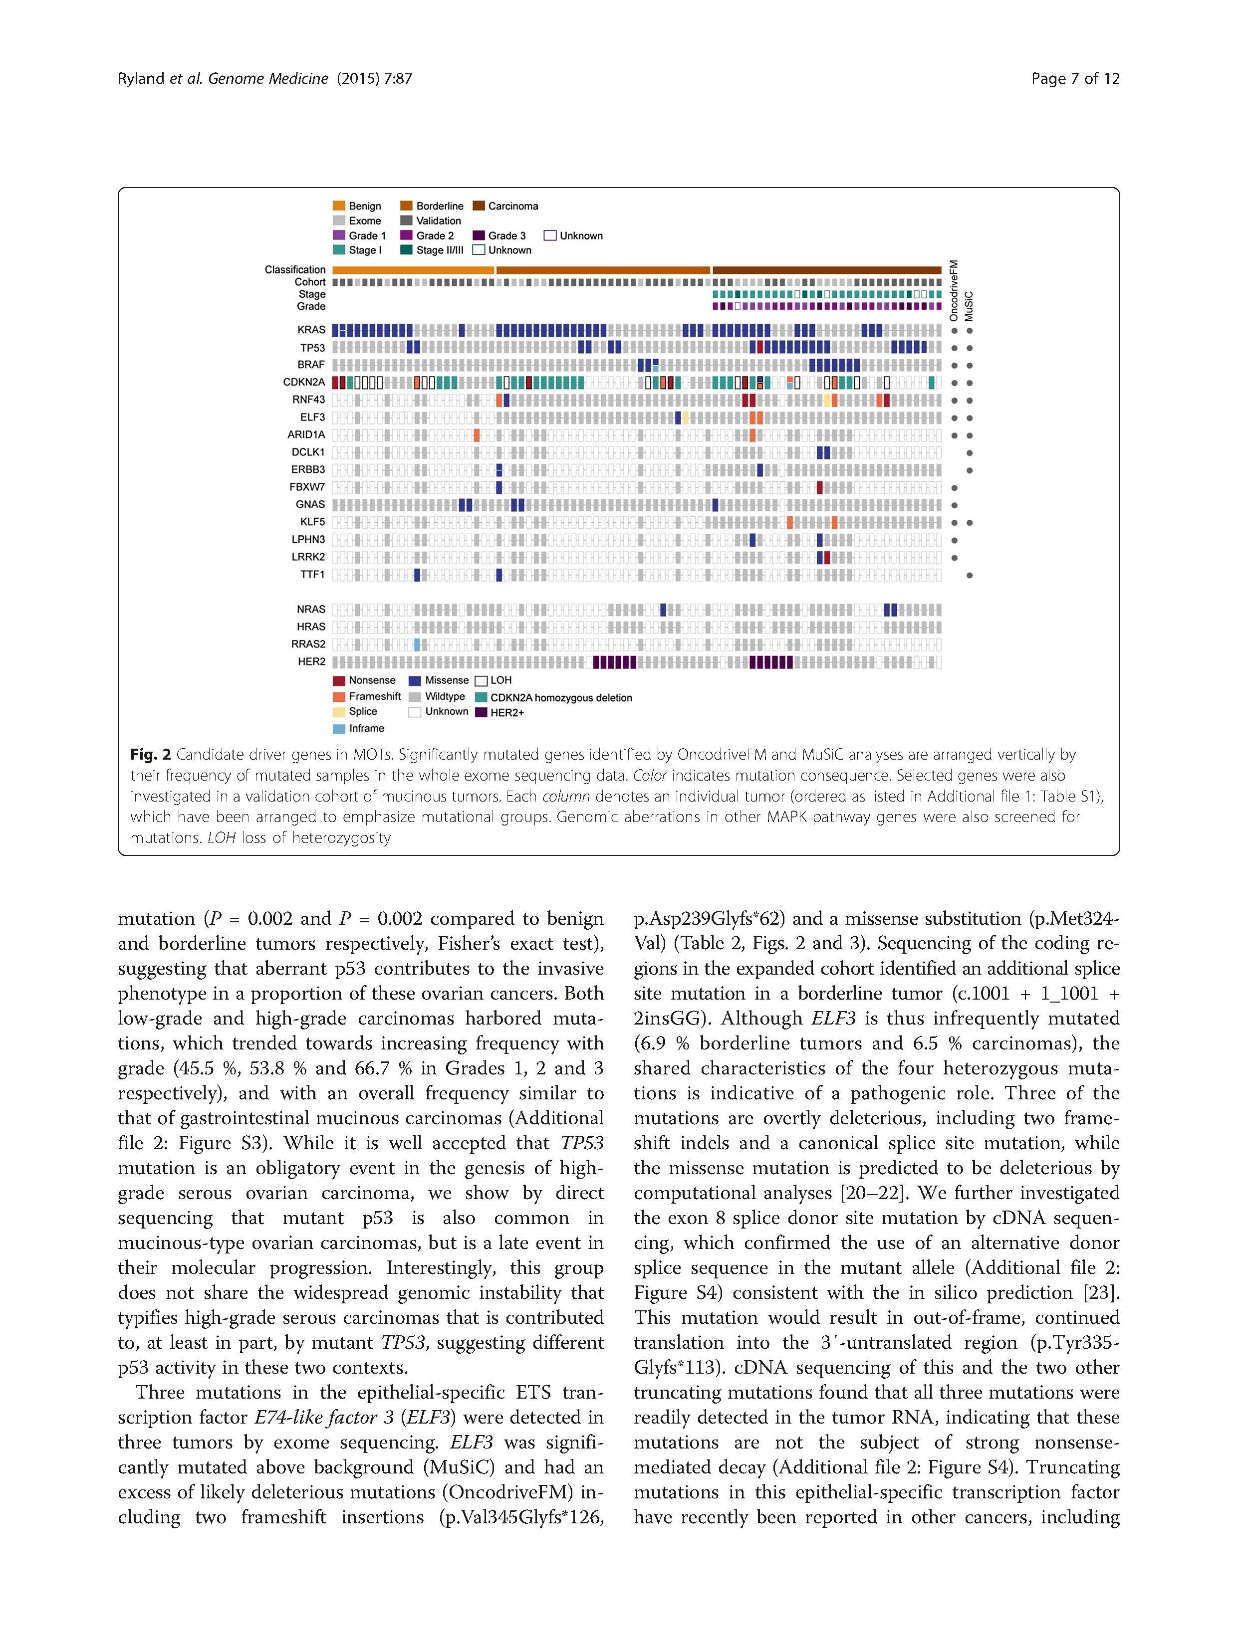 Ryland et al. Genome Medicine (2015) 7:87
Page 7 of 12
Benign Borderline Carcinoma
Exome Validation
Grade 1 Grade 2 Grade 3 Unknown
Stage I Stage II/III Unknown
Classification
Cohort
Stage
Grade
OncodriveFM
MuSiC
KRAS
TP53
BRAF
CDKN2A
RNF43
ELF3
ARID1A
DCLK1
ERBB3
FBXW7
GNAS
KLF5
LPHN3
LRRK2
TTF1
NRAS
HRAS
RRAS2
HER2
Nonsense Missense LOH
Frameshift Wildtype CDKN2A homozygous deletion
Splice Unknown HER2+
Inframe
Fig. 2 Candidate driver genes in MOTs. Significantly mutated genes identified by OncodriveFM and MuSiC analyses are arranged vertically by
their frequency of mutated samples in the whole exome sequencing data. Color indicates mutation consequence. Selected genes were also
investigated in a validation cohort of mucinous tumors. Each column denotes an individual tumor (ordered as listed in Additional file 1: Table S1),
which have been arranged to emphasize mutational groups. Genomic aberrations in other MAPK pathway genes were also screened for
mutations. LOH loss of heterozygosity
mutation (P = 0.002 and P = 0.002 compared to benign
and borderline tumors respectively, Fisher's exact test),
suggesting that aberrant p53 contributes to the invasive
phenotype in a proportion of these ovarian cancers. Both
low-grade and high-grade carcinomas harbored muta-
tions, which trended towards increasing frequency with
grade (45.5 %, 53.8 % and 66.7 % in Grades 1, 2 and 3
respectively), and with an overall frequency similar to
that of gastrointestinal mucinous carcinomas (Additional
file 2: Figure S3). While it is well accepted that TP53
mutation is an obligatory event in the genesis of high-
grade serous ovarian carcinoma, we show by direct
sequencing that mutant p53 is also common in
mucinous-type ovarian carcinomas, but is a late event in
their molecular progression. Interestingly, this group
does not share the widespread genomic instability that
typifies high-grade serous carcinomas that is contributed
to, at least in part, by mutant TP53, suggesting different
p53 activity in these two contexts.
Three mutations in the epithelial-specific ETS tran-
scription factor E74-like factor 3 (ELF3) were detected in
three tumors by exome sequencing. ELF3 was signifi-
cantly mutated above background (MuSiC) and had an
excess of likely deleterious mutations (OncodriveFM) in-
cluding two frameshift insertions (p.Val345Glyfs*126,
p.Asp239Glyfs*62) and a missense substitution (p.Met324-
Val) (Table 2, Figs. 2 and 3). Sequencing of the coding re-
gions in the expanded cohort identified an additional splice
site mutation in a borderline tumor (c.1001 + 1_1001 +
2insGG). Although ELF3 is thus infrequently mutated
(6.9 % borderline tumors and 6.5 % carcinomas), the
shared characteristics of the four heterozygous muta-
tions is indicative of a pathogenic role. Three of the
mutations are overtly deleterious, including two frame-
shift indels and a canonical splice site mutation, while
the missense mutation is predicted to be deleterious by
computational analyses [20–22]. We further investigated
the exon 8 splice donor site mutation by cDNA sequen-
cing, which confirmed the use of an alternative donor
splice sequence in the mutant allele (Additional file 2:
Figure S4) consistent with the in silico prediction [23].
This mutation would result in out-of-frame, continued
translation into the 3′-untranslated region (p.Tyr335-
Glyfs*113). cDNA sequencing of this and the two other
truncating mutations found that all three mutations were
readily detected in the tumor RNA, indicating that these
mutations are not the subject of strong nonsense-
mediated decay (Additional file 2: Figure S4). Truncating
mutations in this epithelial-specific transcription factor
have recently been reported in other cancers, including